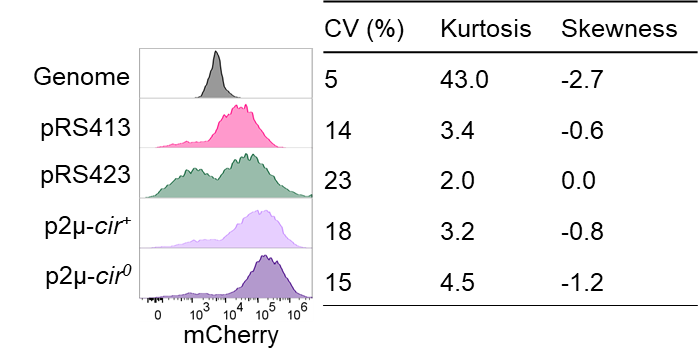 CV (%) Kurtosis Skewness
Genome 5 43.0 -2.7
pRS413 14 3.4 -0.6
pRS423 23 2.0 0.0
p2µ-cir⁺ 18 3.2 -0.8
p2µ-cir⁰ 15 4.5 -1.2
0 10³ 10⁴ 10⁵ 10⁶
mCherry